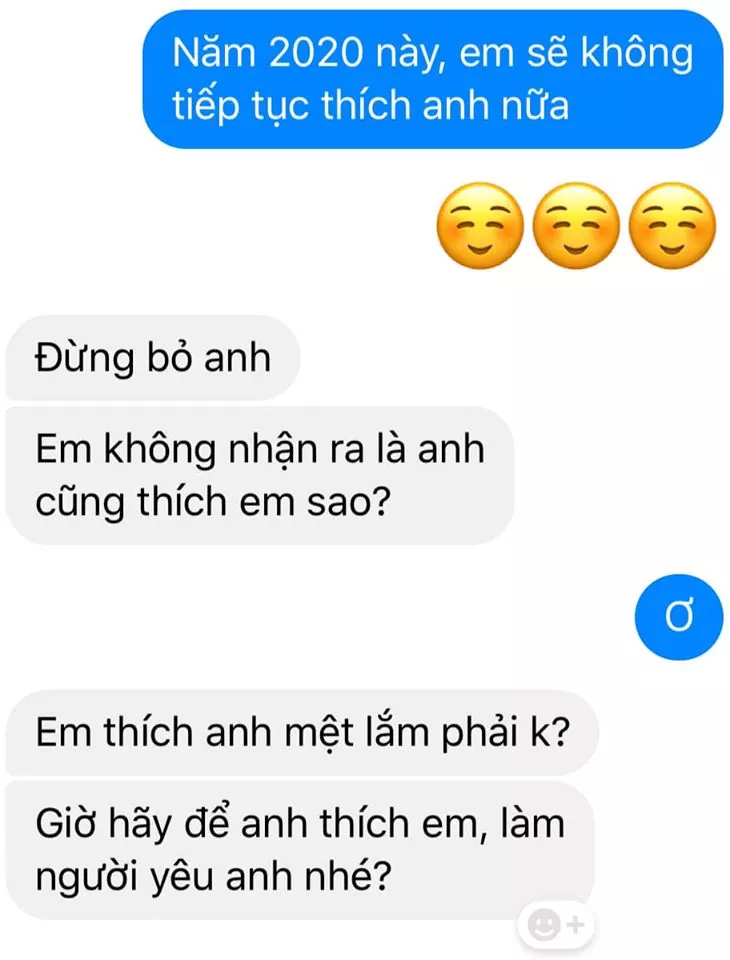 Năm 2020 này, em sẽ không
tiếp tục thích anh nữa
Đừng bỏ anh
Em không nhận ra là anh
cũng thích em sao?
Ơ
Em thích anh mệt lắm phải k?
Giờ hãy để anh thích em, làm
người yêu anh nhé?